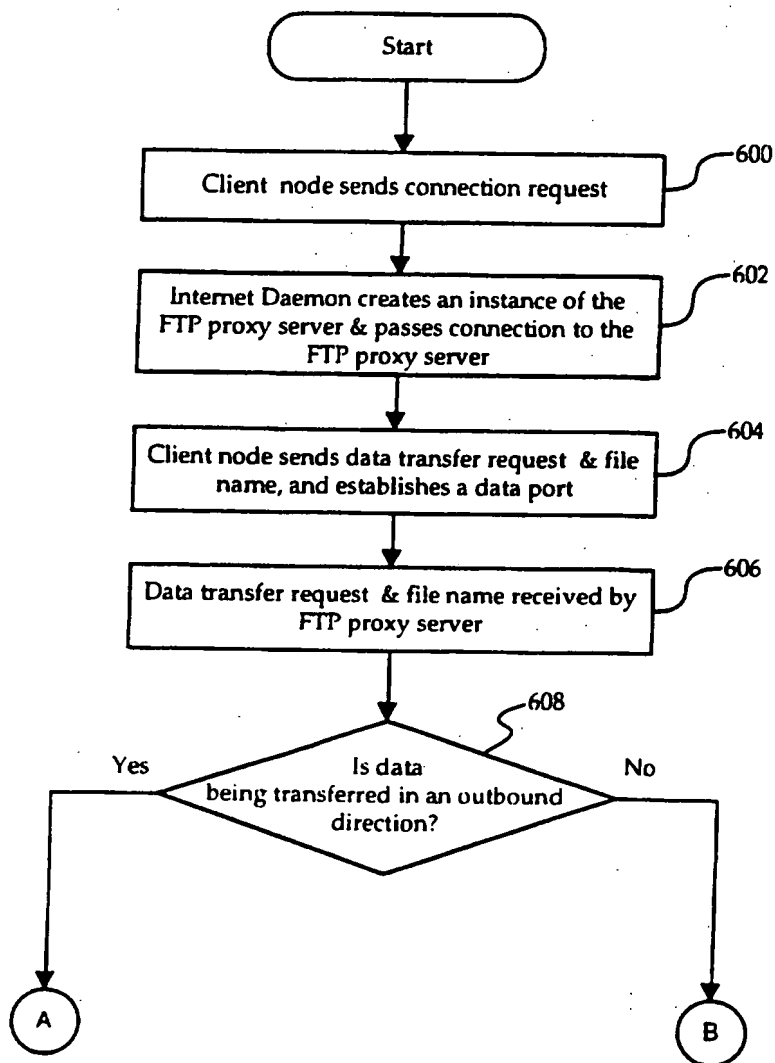 Start
600
Client node sends connection request
602
Internet Daemon creates an instance of the
FTP proxy server & passes connection to the
FTP proxy server
604
Client node sends data transfer request & file
name, and establishes a data port
606
Data transfer request & file name received by
FTP proxy server
608
Yes
Is data
No
being transferred in an outbound
direction?
A
B